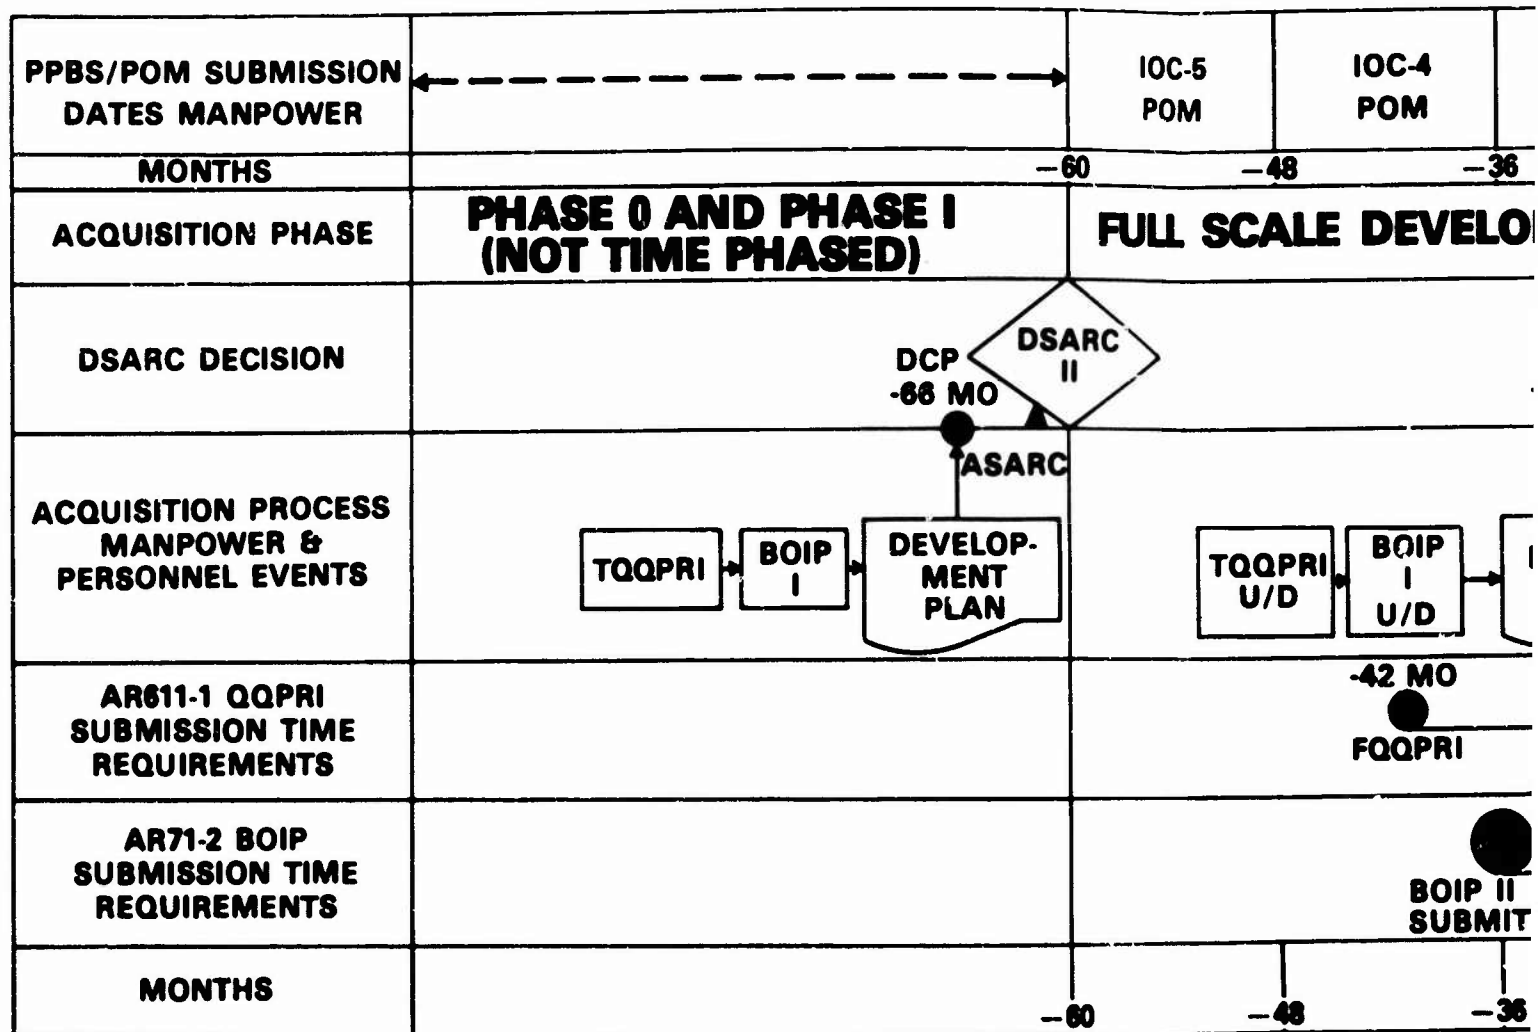 PPBS/POM SUBMISSION
DATES MANPOWER
IOC-5
POM
IOC-4
POM
MONTHS
-60
-48
-36
ACQUISITION PHASE
PHASE 0 AND PHASE I
(NOT TIME PHASED)
FULL SCALE DEVELO
DSARC DECISION
DCP
-66 MO
DSARC
II
ASARC
ACQUISITION PROCESS
MANPOWER &
PERSONNEL EVENTS
TQQPRI
BOIP
I
DEVELOP-
MENT
PLAN
TQQPRI
U/D
BOIP
I
U/D
AR611-1 QQPRI
SUBMISSION TIME
REQUIREMENTS
-42 MO
FQQPRI
AR71-2 BOIP
SUBMISSION TIME
REQUIREMENTS
BOIP II
SUBMIT
MONTHS
-60
-48
-36